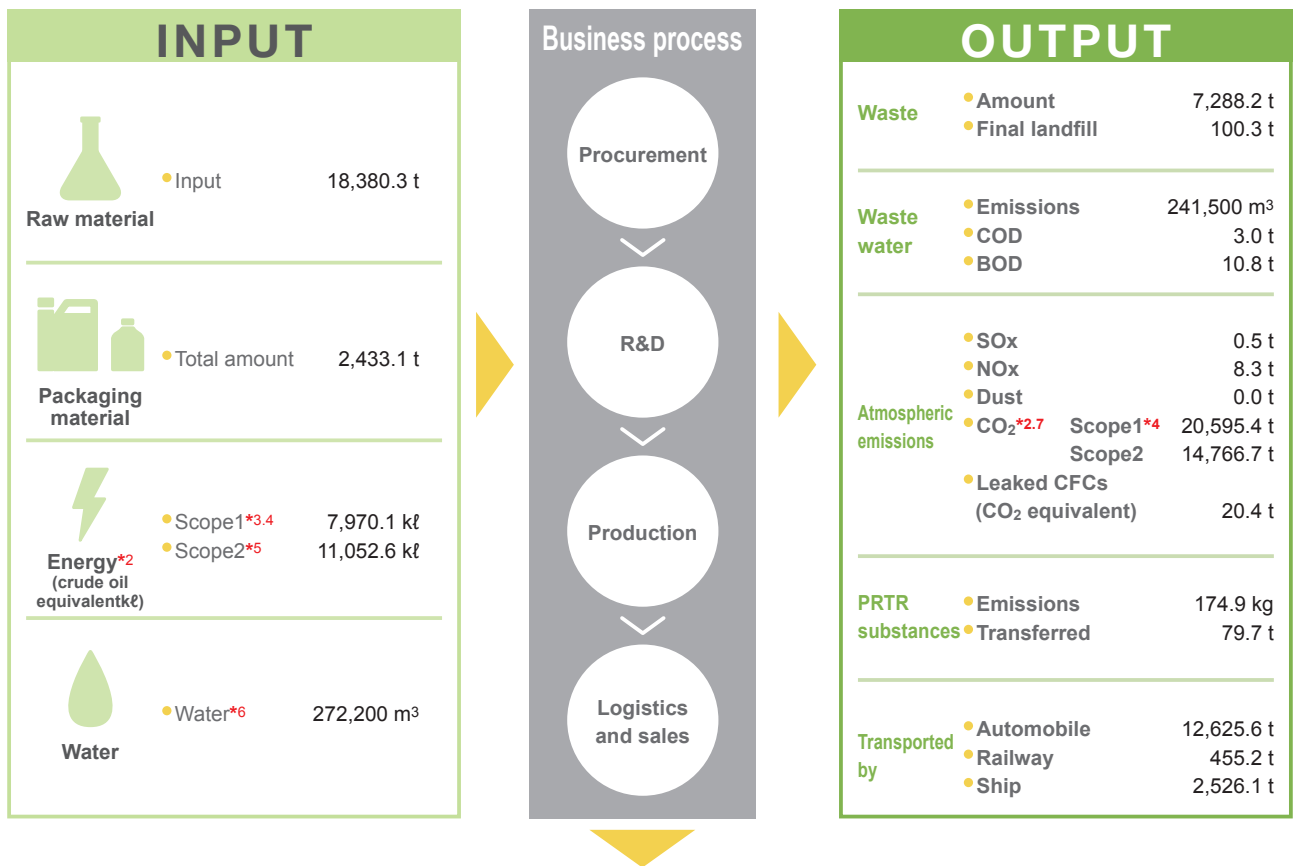 INPUT
Raw material
Input 18,380.3 t
Packaging
material
Total amount 2,433.1 t
Energy*2
(crude oil
equivalentkℓ)
Scope1*3.4 7,970.1 kℓ
Scope2*5 11,052.6 kℓ
Water
Water*6 272,200 m³
Business process
Procurement
R&D
Production
Logistics
and sales
OUTPUT
Waste
Amount 7,288.2 t
Final landfill 100.3 t
Waste
water
Emissions 241,500 m³
COD 3.0 t
BOD 10.8 t
Atmospheric
emissions
SOx 0.5 t
NOx 8.3 t
Dust 0.0 t
CO₂*2.7 Scope1*4 20,595.4 t
Scope2 14,766.7 t
Leaked CFCs
(CO₂ equivalent) 20.4 t
PRTR
substances
Emissions 174.9 kg
Transferred 79.7 t
Transported
by
Automobile 12,625.6 t
Railway 455.2 t
Ship 2,526.1 t